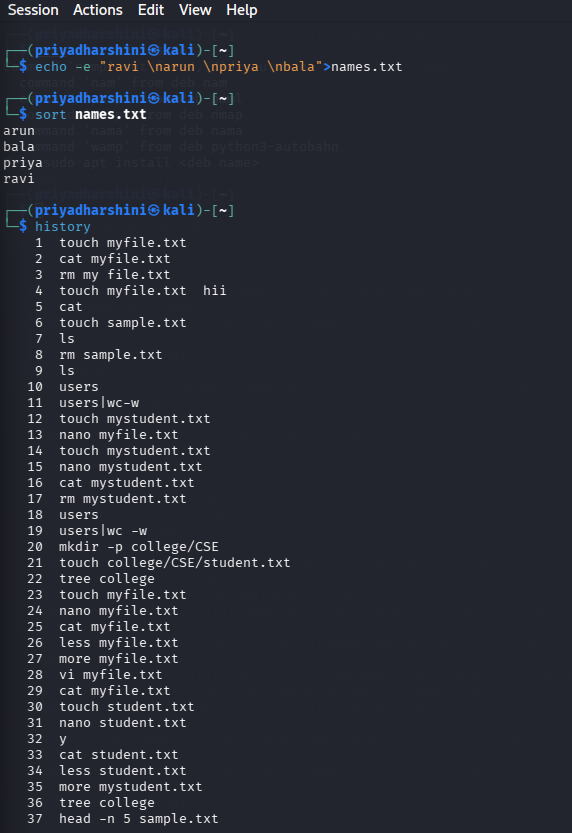 Session Actions Edit View Help
┌──(priyadharshini㉿kali)-[~]
└─$ echo -e "ravi \narun \npriya \nbala">names.txt
command 'nam' from deb nam
┌──(priyadharshini㉿kali)-[~]
└─$ sort names.txt
arun
bala
priya
ravi
┌──(priyadharshini㉿kali)-[~]
└─$ history
1 touch myfile.txt
2 cat myfile.txt
3 rm my file.txt
4 touch myfile.txt  hii
5 cat
6 touch sample.txt
7 ls
8 rm sample.txt
9 ls
10 users
11 users|wc-w
12 touch mystudent.txt
13 nano myfile.txt
14 touch mystudent.txt
15 nano mystudent.txt
16 cat mystudent.txt
17 rm mystudent.txt
18 users
19 users|wc -w
20 mkdir -p college/CSE
21 touch college/CSE/student.txt
22 tree college
23 touch myfile.txt
24 nano myfile.txt
25 cat myfile.txt
26 less myfile.txt
27 more myfile.txt
28 vi myfile.txt
29 cat myfile.txt
30 touch student.txt
31 nano student.txt
32 y
33 cat student.txt
34 less student.txt
35 more mystudent.txt
36 tree college
37 head -n 5 sample.txt